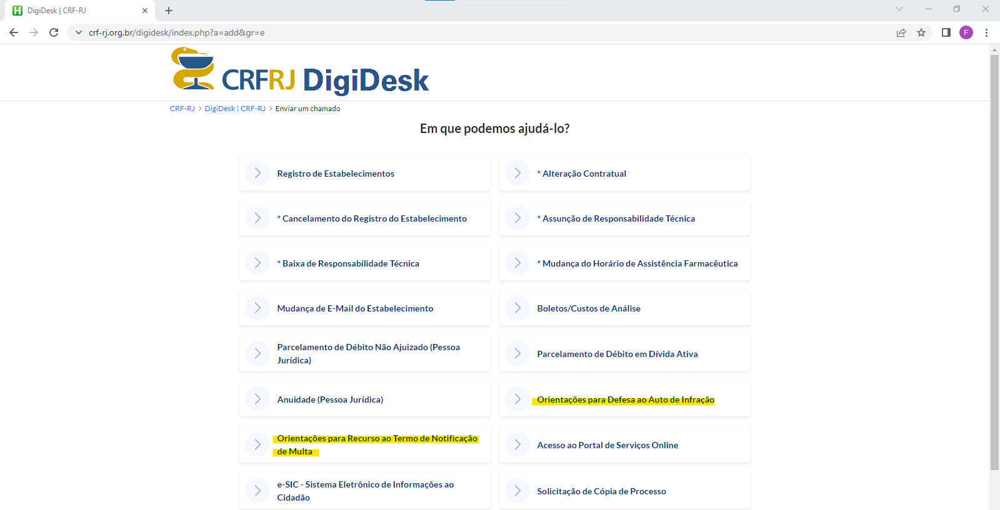 DigiDesk | CRF-RJ
crf-rj.org.br/digidesk/index.php?a=add&gr=e
F
CRFRJ DigiDesk
CRF-RJ > DigiDesk | CRF-RJ > Enviar um chamado
Em que podemos ajudá-lo?
Registro de Estabelecimentos
* Alteração Contratual
* Cancelamento do Registro do Estabelecimento
* Assunção de Responsabilidade Técnica
* Baixa de Responsabilidade Técnica
* Mudança do Horário de Assistência Farmacêutica
Mudança de E-Mail do Estabelecimento
Boletos/Custos de Análise
Parcelamento de Débito Não Ajuizado (Pessoa
Jurídica)
Parcelamento de Débito em Dívida Ativa
Anuidade (Pessoa Jurídica)
Orientações para Defesa ao Auto de Infração
Orientações para Recurso ao Termo de Notificação
de Multa
Acesso ao Portal de Serviços Online
e-SIC - Sistema Eletrônico de Informações ao
Cidadão
Solicitação de Cópia de Processo